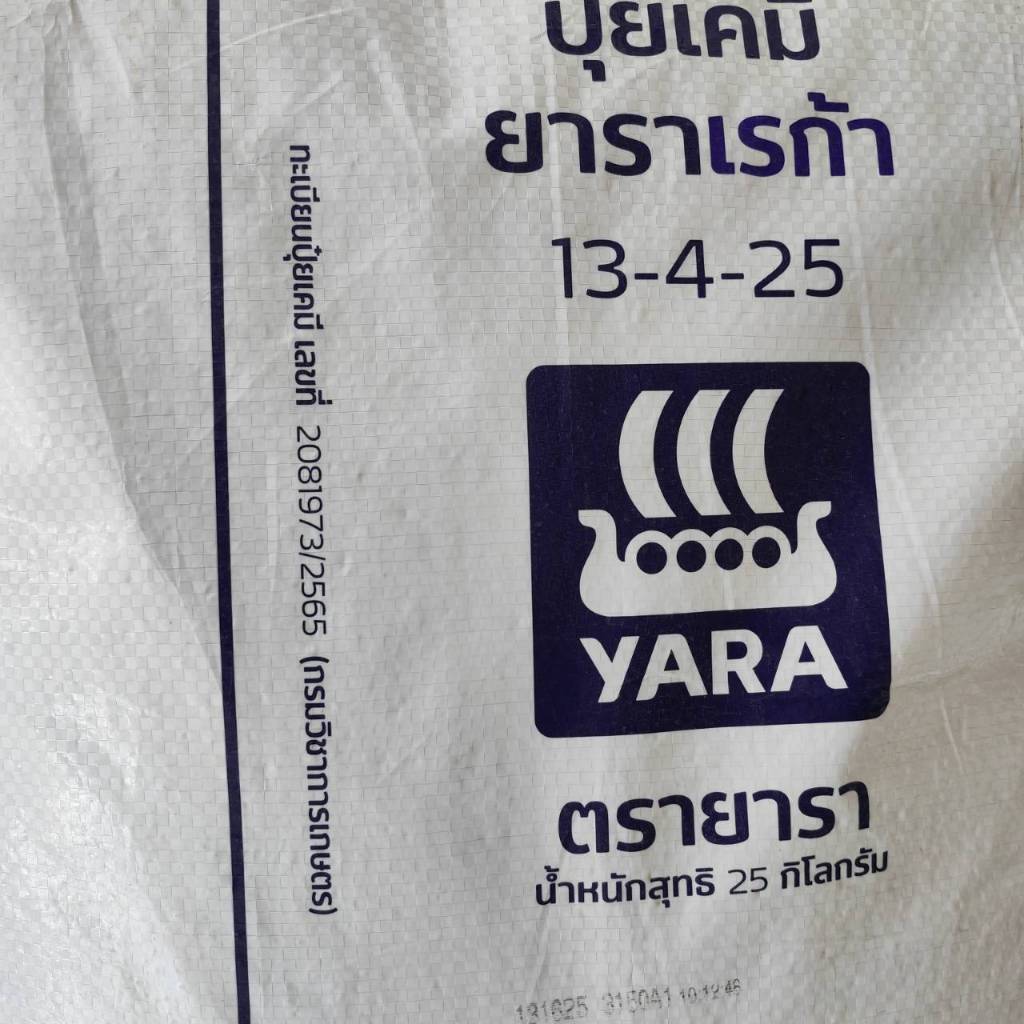 ปุ๋ยเคมี
ยาราเรก้า
13-4-25
YARA
ตรายารา
น้ำหนักสุทธิ 25 กิโลกรัม
ทะเบียนปุ๋ยเคมี เลขที่ 2081973/2565 (กรมวิชาการเกษตร)